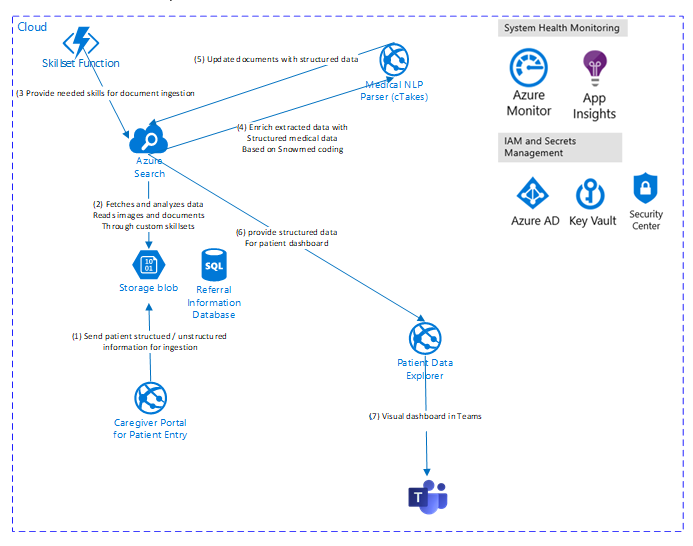 Cloud
Skillset Function
(3 Provide needed skills for document ingestion
(5) Update documents with structured data
Medical NLP
Parser (cTakes)
(4) Enrich extracted data with
Structured medical data
Based on Snowmed coding
Azure
Search
(2) Fetches and analyzes data
Reads images and documents
Through custom skillsets
(6) provide structured data
For patient dashboard
10
01
Storage blob
SQL
Referral
Information
Database
(1) Send patient structued / unstructured
information for ingestion
Caregiver Portal
for Patient Entry
Patient Data
Explorer
(7) Visual dashboard in Teams
T
System Health Monitoring
Azure
Monitor
App
Insights
IAM and Secrets
Management
Azure AD
Key Vault
Security
Center